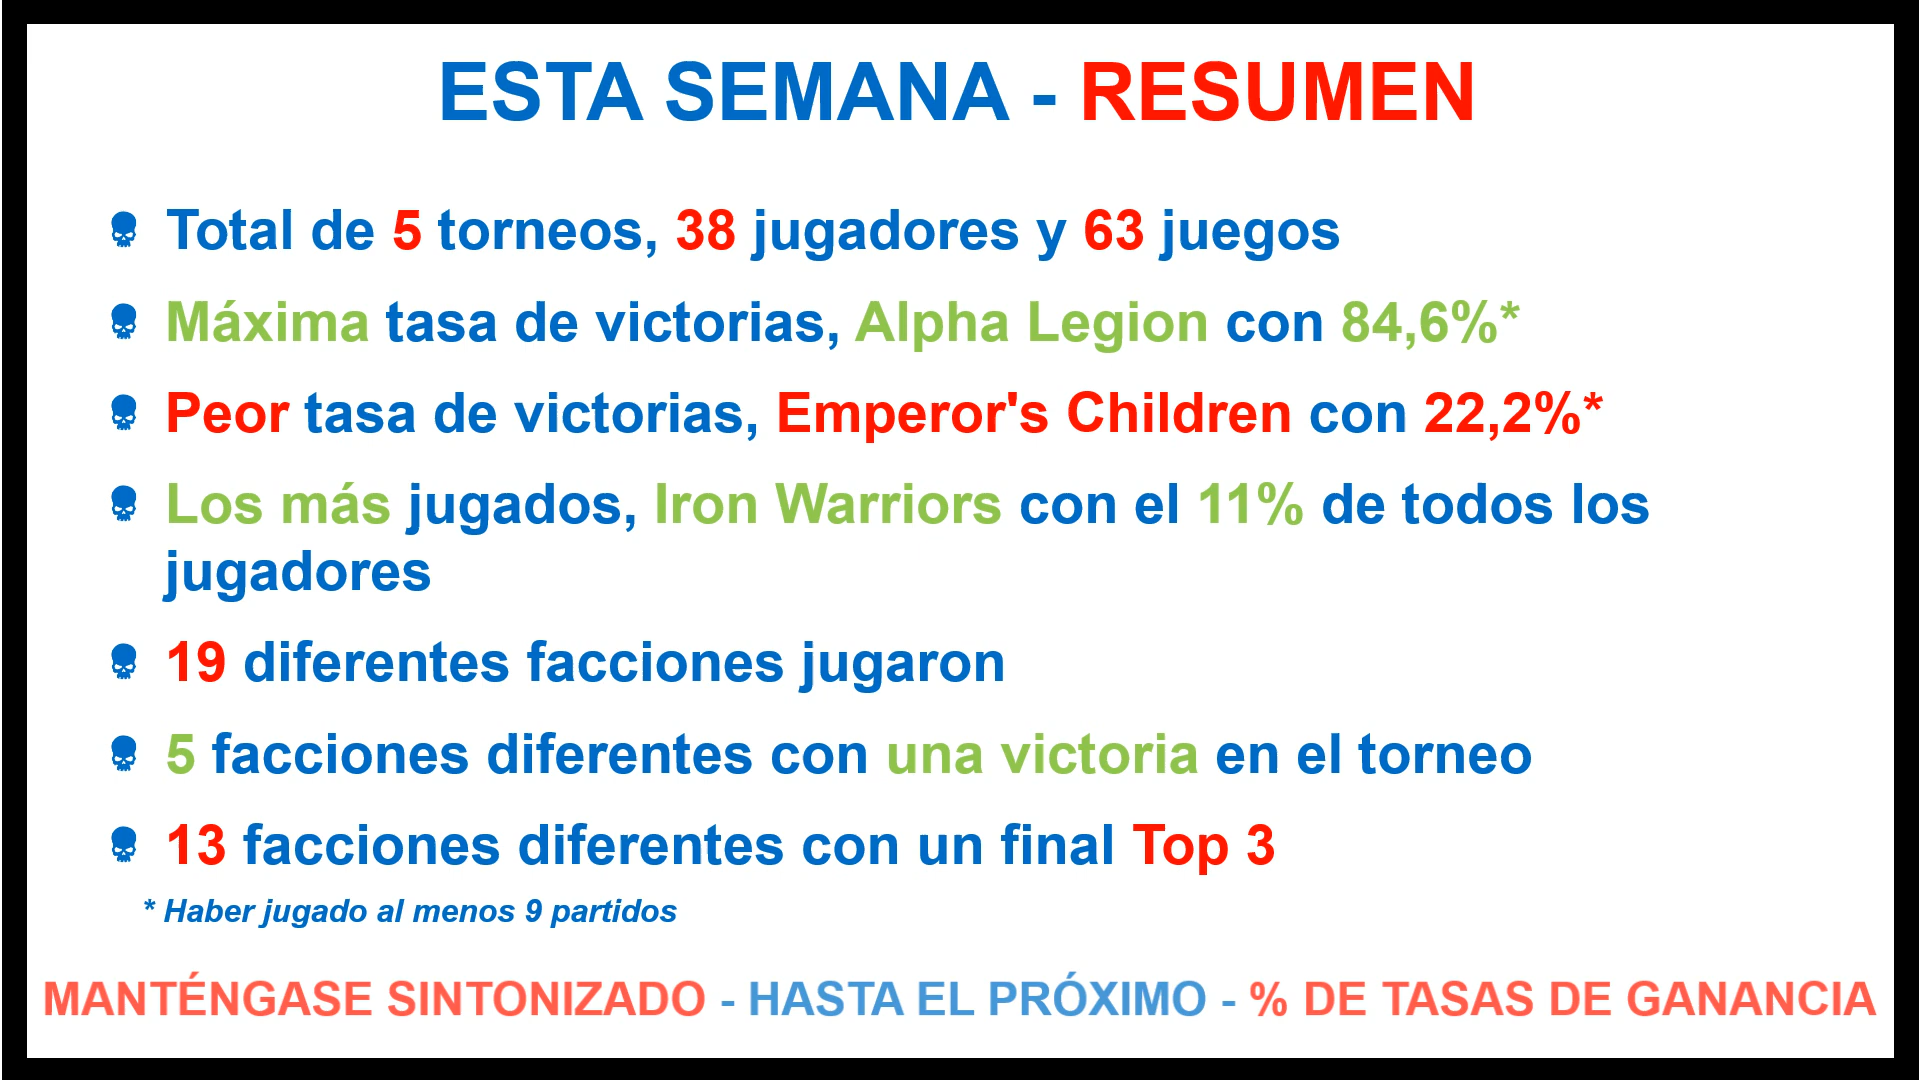 ESTA SEMANA - RESUMEN
Total de 5 torneos, 38 jugadores y 63 juegos
Máxima tasa de victorias, Alpha Legion con 84,6%*
Peor tasa de victorias, Emperor's Children con 22,2%*
Los más jugados, Iron Warriors con el 11% de todos los
jugadores
19 diferentes facciones jugaron
5 facciones diferentes con una victoria en el torneo
13 facciones diferentes con un final Top 3
* Haber jugado al menos 9 partidos
MANTÉNGASE SINTONIZADO - HASTA EL PRÓXIMO - % DE TASAS DE GANANCIA